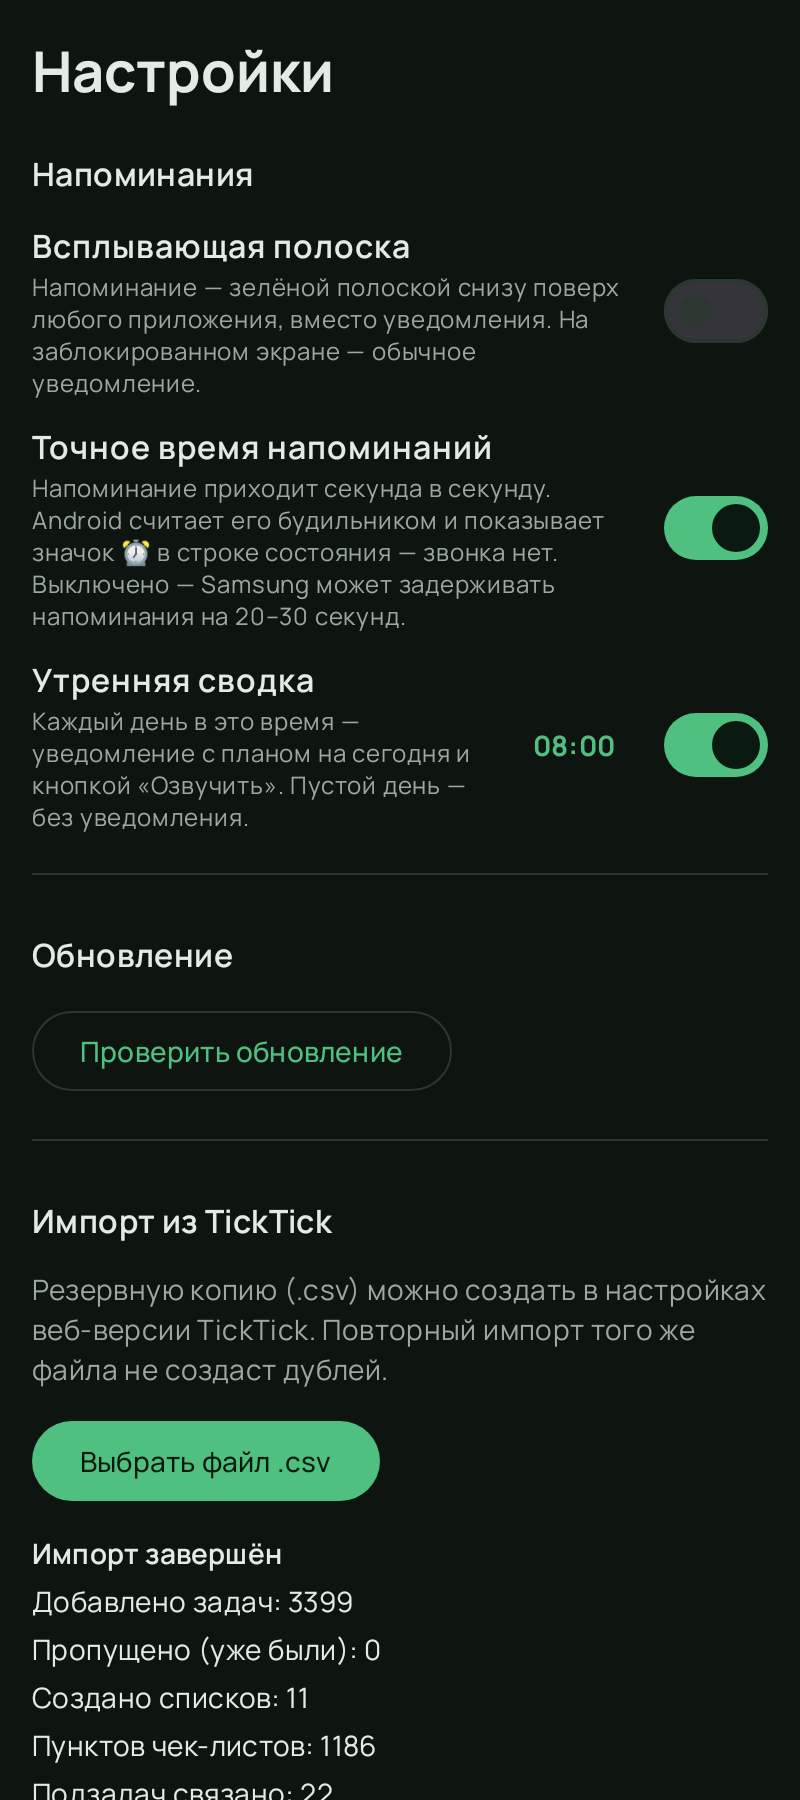 Настройки
Напоминания
Всплывающая полоска
Напоминание — зелёной полоской снизу поверх
любого приложения, вместо уведомления. На
заблокированном экране — обычное
уведомление.
Точное время напоминаний
Напоминание приходит секунда в секунду.
Android считает его будильником и показывает
значок ⏰ в строке состояния — звонка нет.
Выключено — Samsung может задерживать
напоминания на 20–30 секунд.
Утренняя сводка
Каждый день в это время —
уведомление с планом на сегодня и
кнопкой «Озвучить». Пустой день —
без уведомления.
08:00
Обновление
Проверить обновление
Импорт из TickTick
Резервную копию (.csv) можно создать в настройках
веб-версии TickTick. Повторный импорт того же
файла не создаст дублей.
Выбрать файл .csv
Импорт завершён
Добавлено задач: 3399
Пропущено (уже были): 0
Создано списков: 11
Пунктов чек-листов: 1186
Подзадач связано: 22